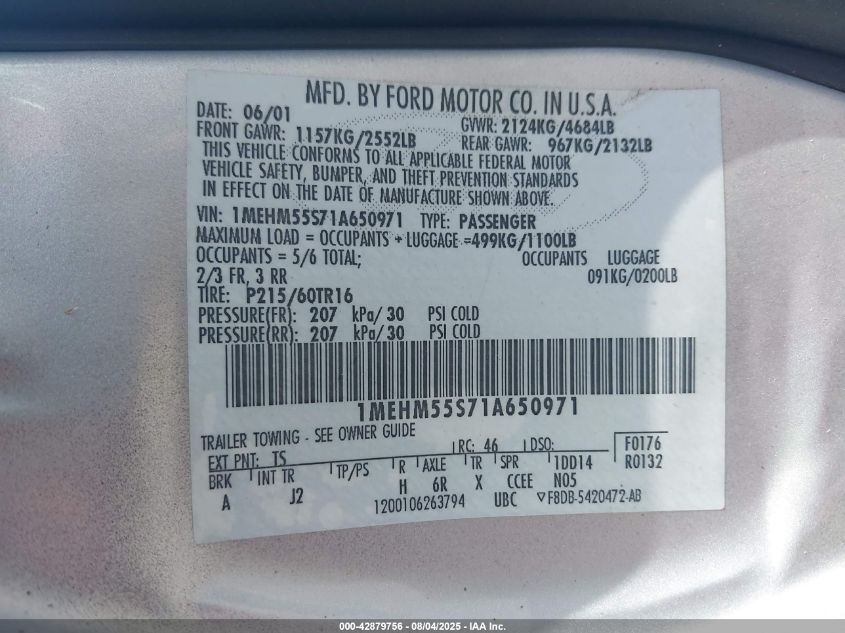 MFD. BY FORD MOTOR CO. IN U.S.A.
DATE: 06/01 GVWR: 2124KG/4684LB
FRONT GAWR: 1157KG/2552LB REAR GAWR: 967KG/2132LB
THIS VEHICLE CONFORMS TO ALL APPLICABLE FEDERAL MOTOR
VEHICLE SAFETY, BUMPER, AND THEFT PREVENTION STANDARDS
IN EFFECT ON THE DATE OF MANUFACTURE SHOWN ABOVE.
VIN: 1MEHM55S71A650971 TYPE: PASSENGER
MAXIMUM LOAD = OCCUPANTS + LUGGAGE =499KG/1100LB
OCCUPANTS = 5/6 TOTAL; OCCUPANTS LUGGAGE
2/3 FR, 3 RR 091KG/0200LB
TIRE: P215/60TR16
PRESSURE(FR): 207 kPa/ 30 PSI COLD
PRESSURE(RR): 207 kPa/ 30 PSI COLD
1MEHM55S71A650971
TRAILER TOWING - SEE OWNER GUIDE
EXT PNT: TS RC: 46 DSO: F0176
BRK INT TR TP/PS R AXLE TR SPR 1DD14 R0132
A J2 H 6R X CCEE N05
1200106263794 UBC F8DB-5420472-AB
000-42879756 - 08/04/2025 - IAA Inc.